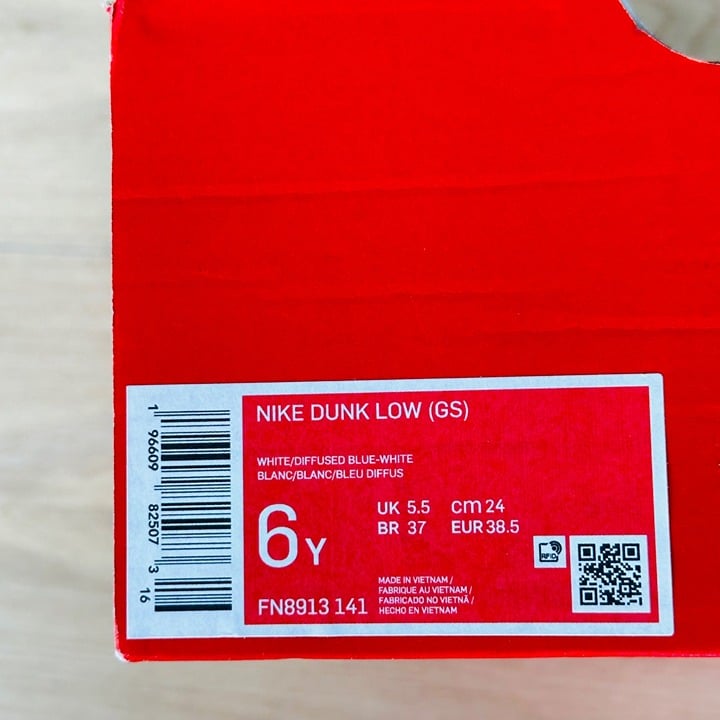 NIKE DUNK LOW (GS)
WHITE/DIFFUSED BLUE-WHITE
BLANC/BLANC/BLEU DIFFUS
6Y
UK 5.5 cm 24
BR 37 EUR 38.5
FN8913 141
MADE IN VIETNAM /
FABRIQUE AU VIETNAM /
FABRICADO NO VIETNÃ /
HECHO EN VIETNAM
RFID
1 96609 82507 3
16